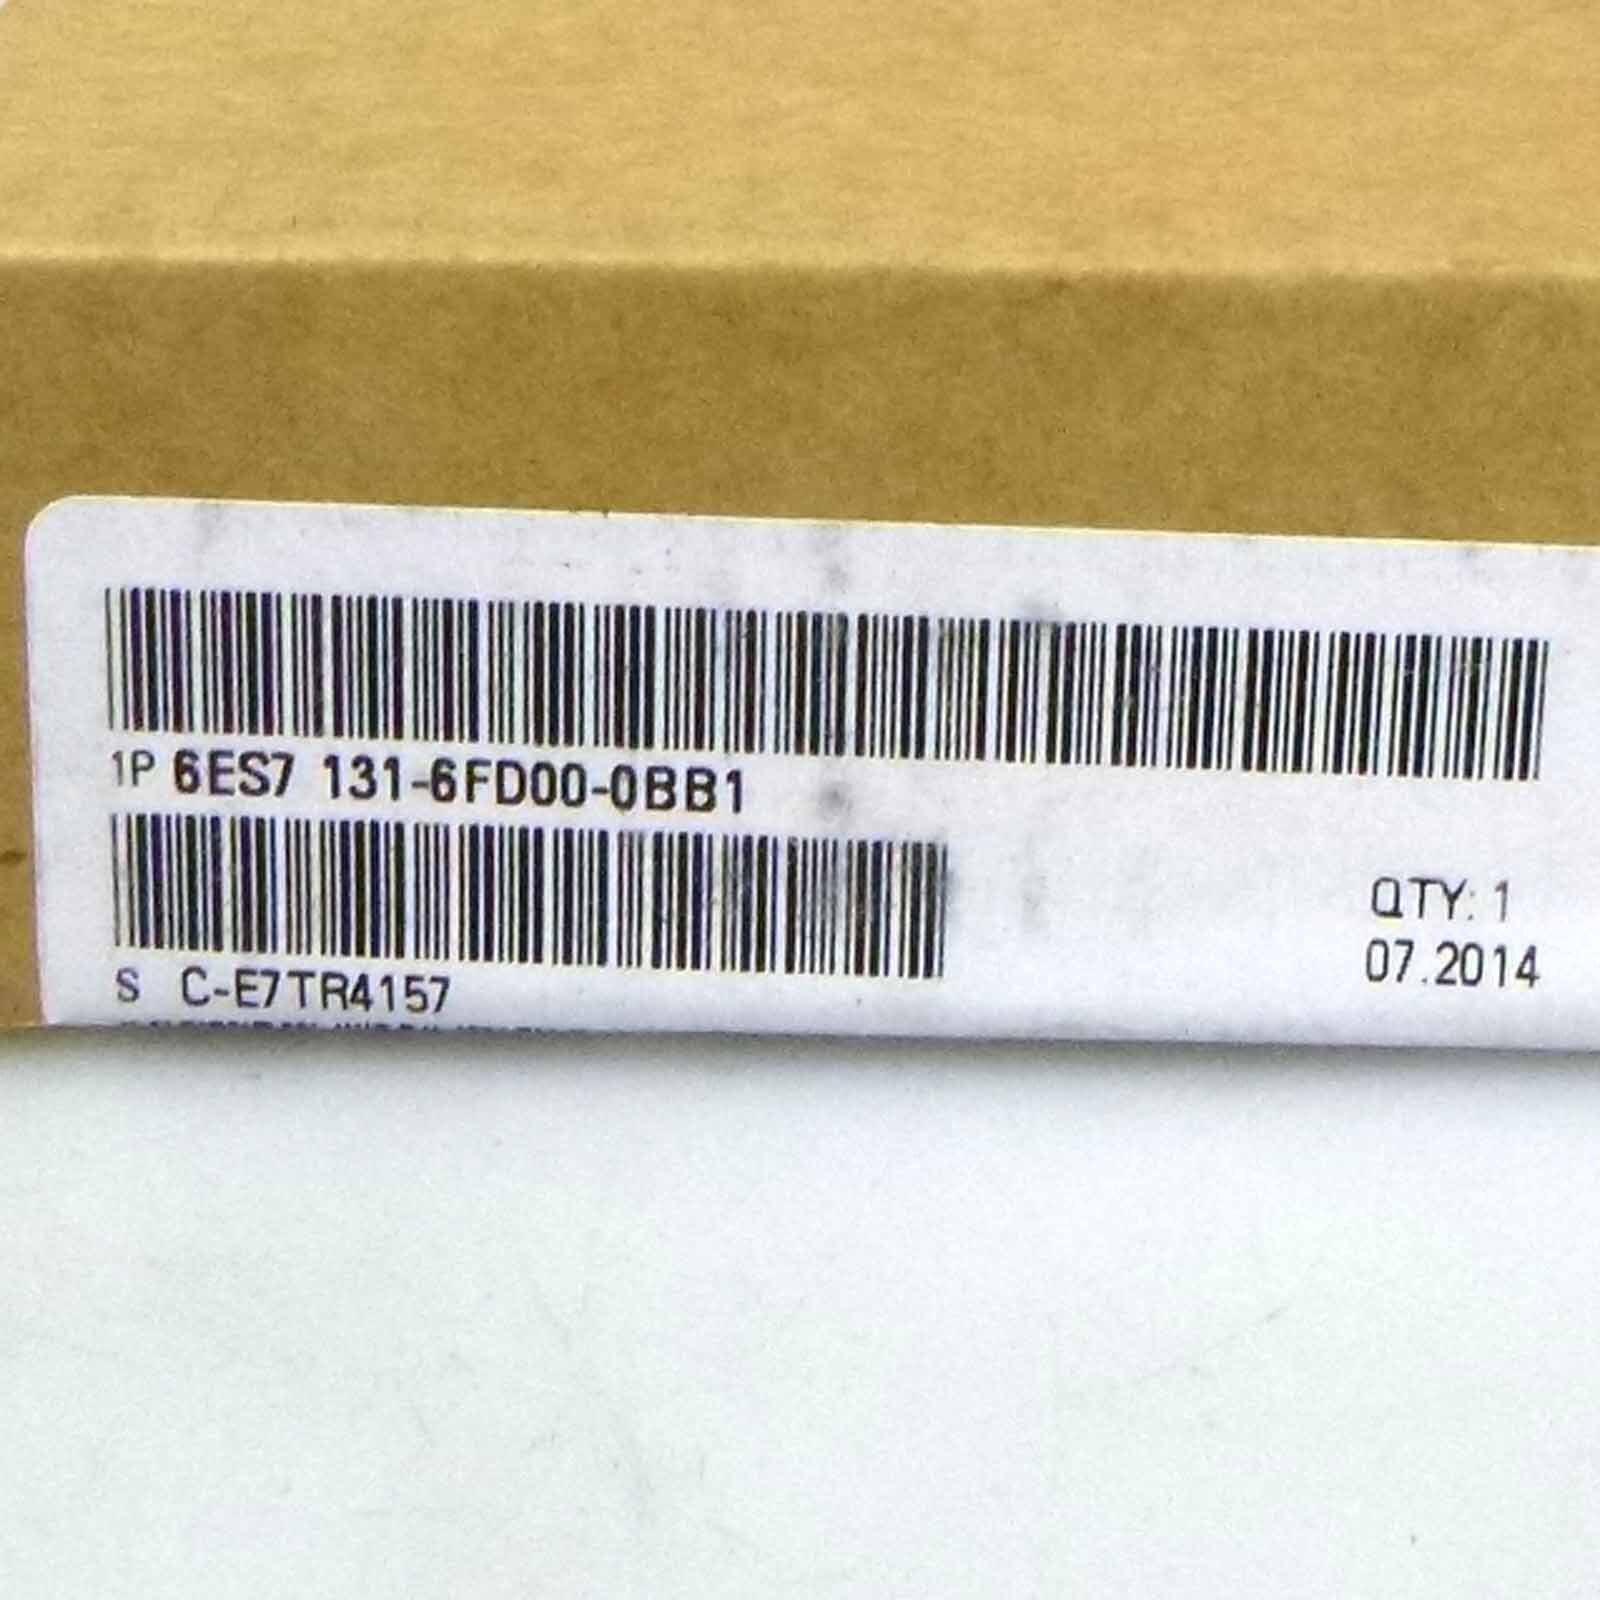 1P 6ES7 131-6FD00-0BB1
QTY: 1
07.2014
S C-E7TR4157